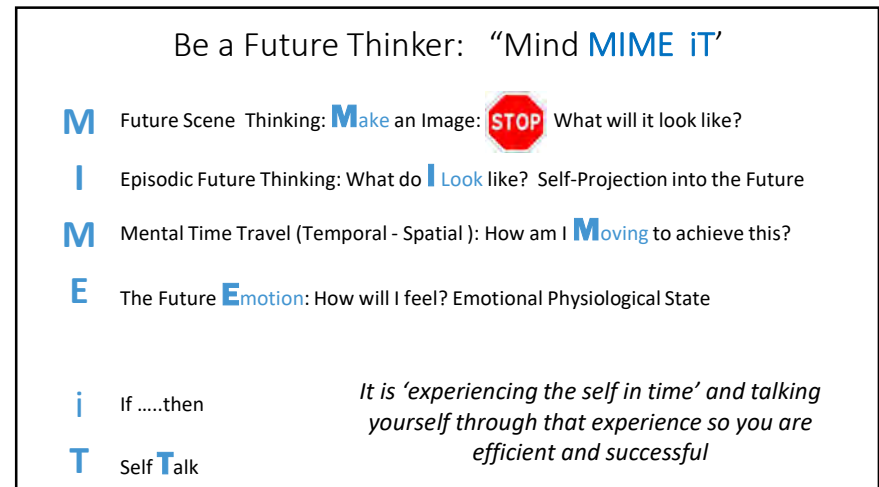 Be a Future Thinker: “Mind MIME iT’
M Future Scene Thinking: Make an Image: STOP What will it look like?
I Episodic Future Thinking: What do I Look like? Self-Projection into the Future
M Mental Time Travel (Temporal - Spatial ): How am I Moving to achieve this?
E The Future Emotion: How will I feel? Emotional Physiological State
i If …..then
T Self Talk
It is ‘experiencing the self in time’ and talking
yourself through that experience so you are
efficient and successful